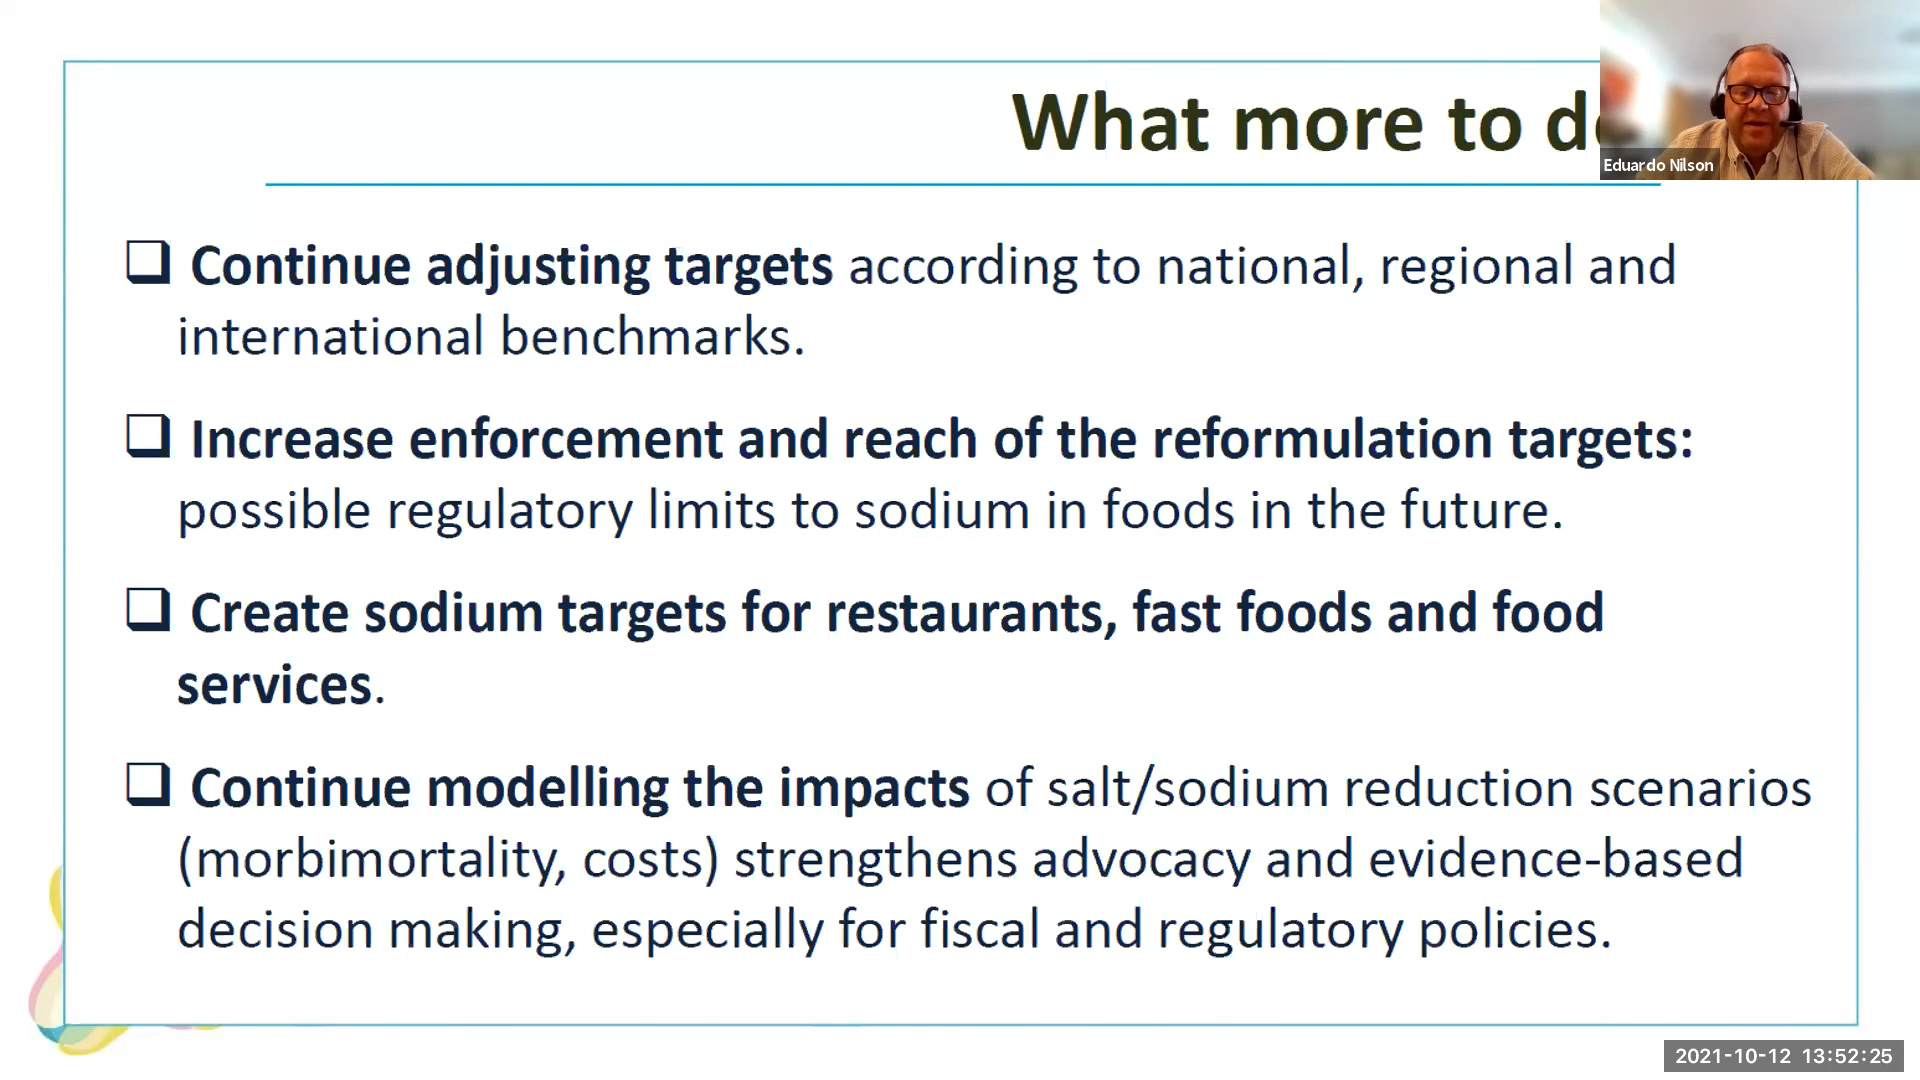 What more to
Eduardo Nilson
❑ Continue adjusting targets according to national, regional and
international benchmarks.
❑ Increase enforcement and reach of the reformulation targets:
possible regulatory limits to sodium in foods in the future.
❑ Create sodium targets for restaurants, fast foods and food
services.
❑ Continue modelling the impacts of salt/sodium reduction scenarios
(morbimortality, costs) strengthens advocacy and evidence-based
decision making, especially for fiscal and regulatory policies.
2021-10-12 13:52:25